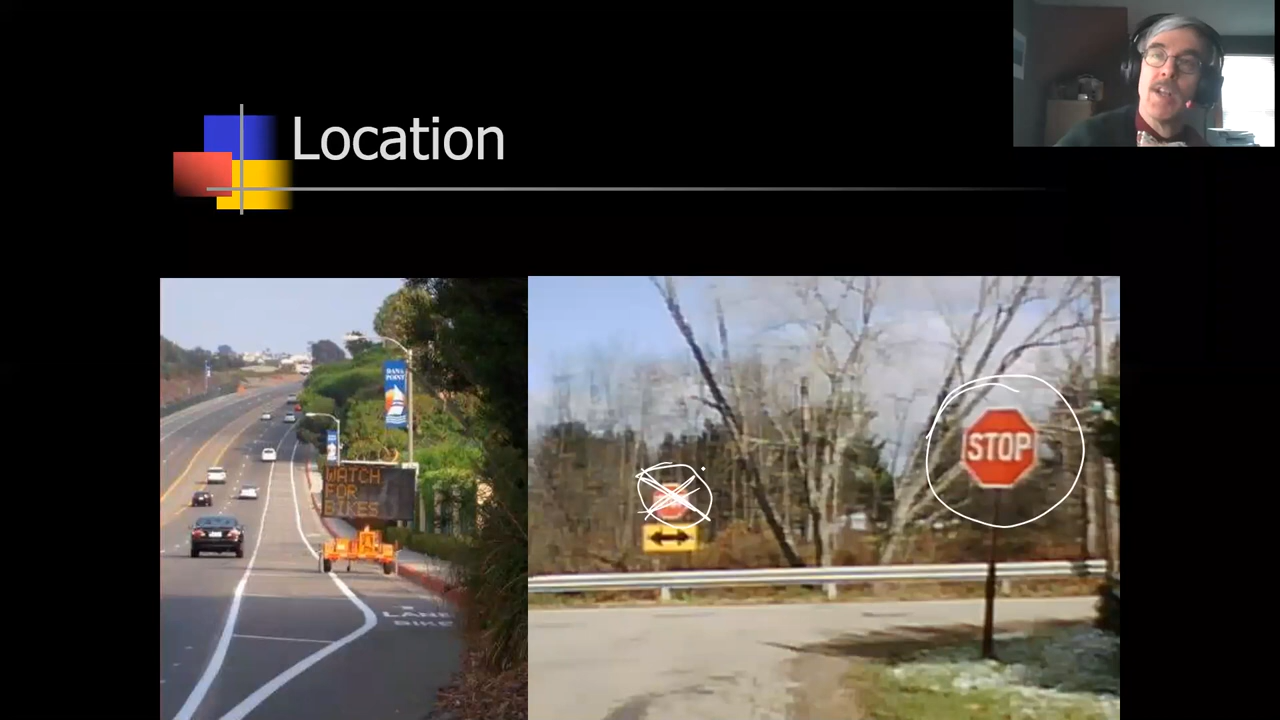 Location
DANA
POINT
WATCH
FOR
BIKES
LANE
BIKE
STOP